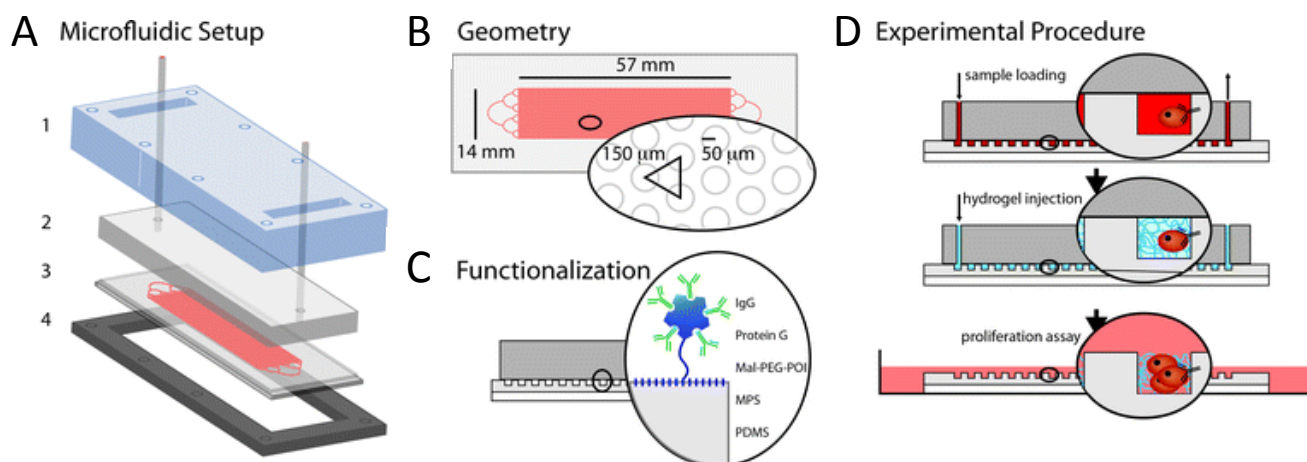 A Microfluidic Setup
1
2
3
4
B Geometry
57 mm
14 mm
150 μm
50 μm
C Functionalization
IgG
Protein G
Mal-PEG-POI
MPS
PDMS
D Experimental Procedure
sample loading
hydrogel injection
proliferation assay